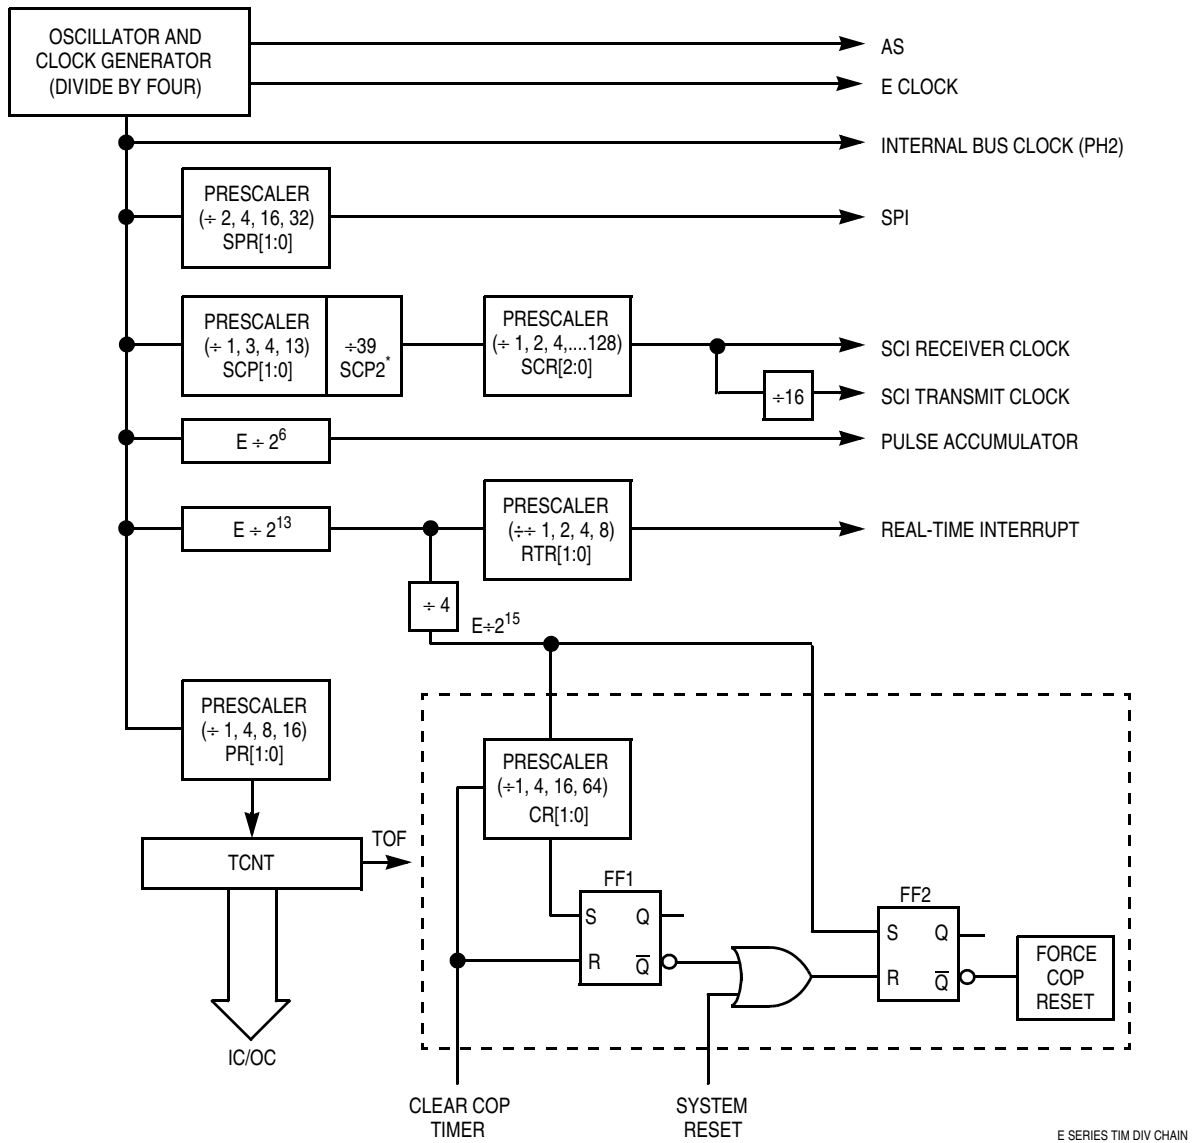 OSCILLATOR AND
CLOCK GENERATOR
(DIVIDE BY FOUR)
AS
E CLOCK
INTERNAL BUS CLOCK (PH2)
PRESCALER
(÷ 2, 4, 16, 32)
SPR[1:0]
SPI
PRESCALER
(÷ 1, 3, 4, 13)
SCP[1:0]
÷39
SCP2*
PRESCALER
(÷ 1, 2, 4,....128)
SCR[2:0]
SCI RECEIVER CLOCK
÷16
SCI TRANSMIT CLOCK
E ÷ 2⁶
PULSE ACCUMULATOR
E ÷ 2¹³
PRESCALER
(÷÷ 1, 2, 4, 8)
RTR[1:0]
REAL-TIME INTERRUPT
÷ 4
E÷2¹⁵
PRESCALER
(÷ 1, 4, 8, 16)
PR[1:0]
PRESCALER
(÷1, 4, 16, 64)
CR[1:0]
TCNT
TOF
FF1
S Q
R Q̅
FF2
S Q
R Q̅
FORCE
COP
RESET
IC/OC
CLEAR COP
TIMER
SYSTEM
RESET
E SERIES TIM DIV CHAIN